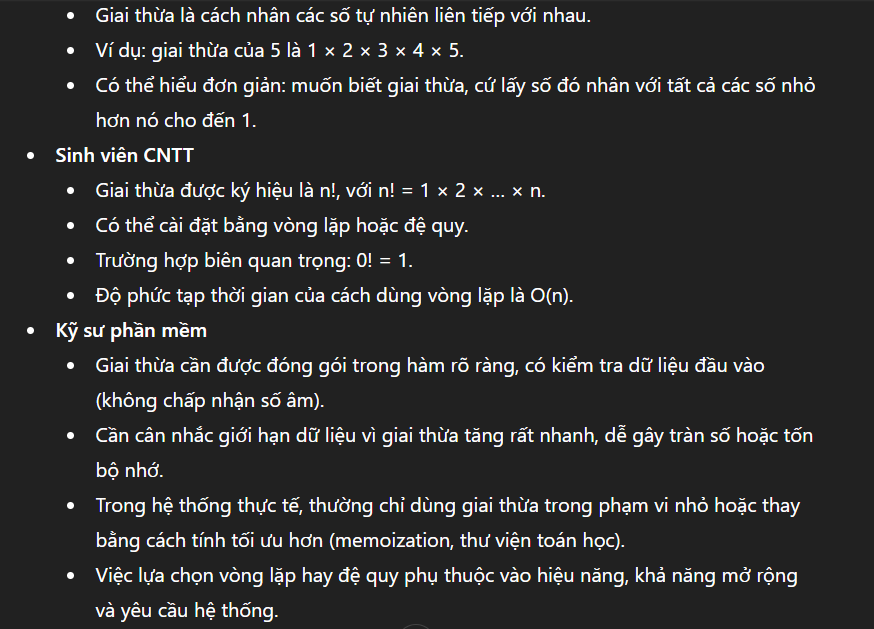 • Giai thừa là cách nhân các số tự nhiên liên tiếp với nhau.
• Ví dụ: giai thừa của 5 là 1 × 2 × 3 × 4 × 5.
• Có thể hiểu đơn giản: muốn biết giai thừa, cứ lấy số đó nhân với tất cả các số nhỏ
hơn nó cho đến 1.
• Sinh viên CNTT
• Giai thừa được ký hiệu là n!, với n! = 1 × 2 × … × n.
• Có thể cài đặt bằng vòng lặp hoặc đệ quy.
• Trường hợp biên quan trọng: 0! = 1.
• Độ phức tạp thời gian của cách dùng vòng lặp là O(n).
• Kỹ sư phần mềm
• Giai thừa cần được đóng gói trong hàm rõ ràng, có kiểm tra dữ liệu đầu vào
(không chấp nhận số âm).
• Cần cân nhắc giới hạn dữ liệu vì giai thừa tăng rất nhanh, dễ gây tràn số hoặc tốn
bộ nhớ.
• Trong hệ thống thực tế, thường chỉ dùng giai thừa trong phạm vi nhỏ hoặc thay
bằng cách tính tối ưu hơn (memoization, thư viện toán học).
• Việc lựa chọn vòng lặp hay đệ quy phụ thuộc vào hiệu năng, khả năng mở rộng
và yêu cầu hệ thống.